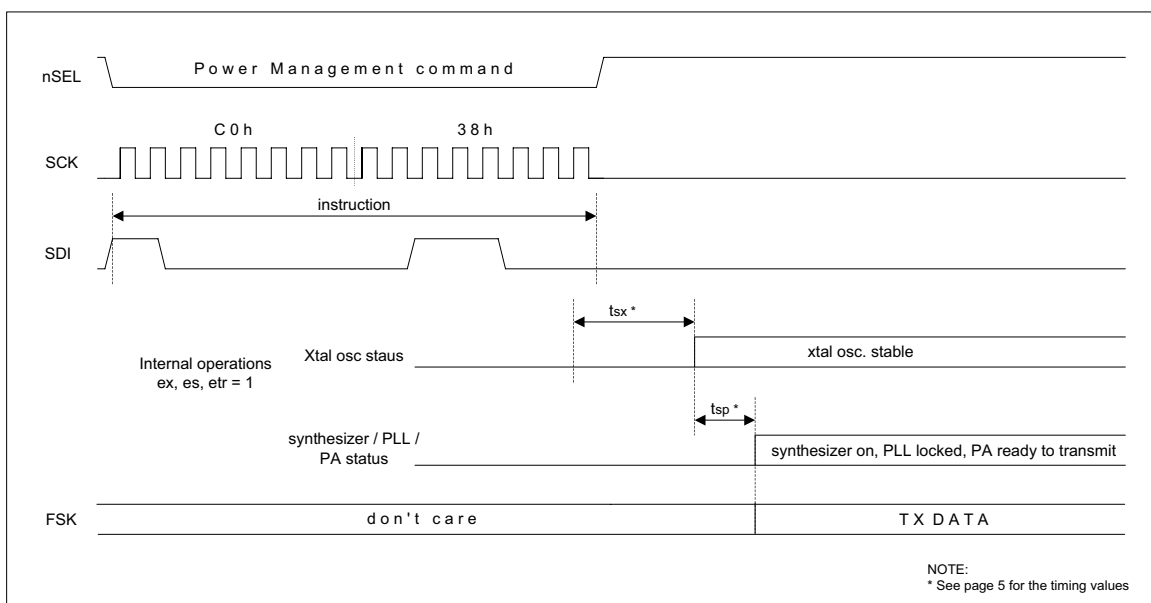 nSEL
Power Management command
C0h
38h
SCK
instruction
SDI
tsx *
Internal operations
ex, es, etr = 1
Xtal osc staus
xtal osc. stable
tsp *
synthesizer / PLL /
PA status
synthesizer on, PLL locked, PA ready to transmit
FSK
don't care
TX DATA
NOTE:
* See page 5 for the timing values